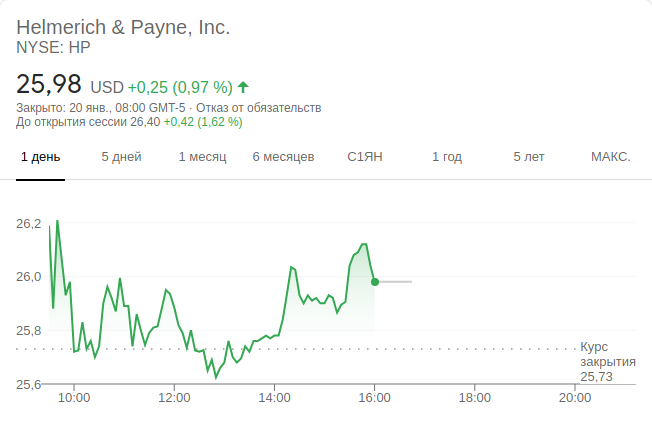 Helmerich & Payne, Inc.
NYSE: HP
25,98 USD +0,25 (0,97 %)
Закрыто: 20 янв., 08:00 GMT-5 · Отказ от обязательств
До открытия сессии 26,40 +0,42 (1,62 %)
1 день 5 дней 1 месяц 6 месяцев С1ЯН 1 год 5 лет МАКС.
26,2
26,0
25,8
25,6
Курс
закрытия
25,73
10:00 12:00 14:00 16:00 18:00 20:00